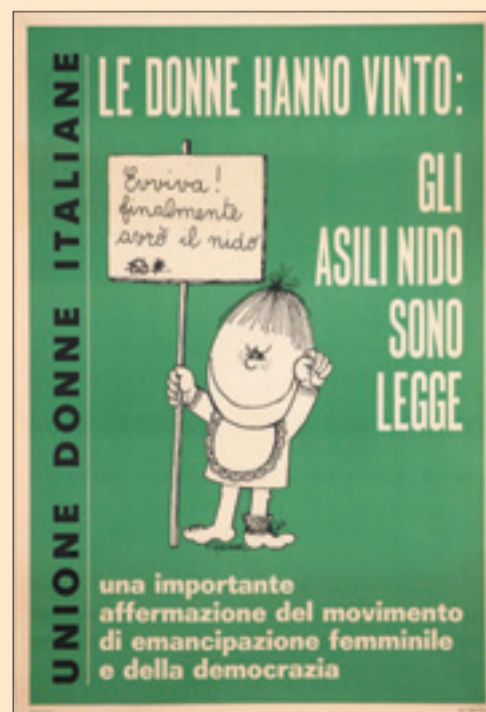 UNIONE DONNE ITALIANE
LE DONNE HANNO VINTO:
GLI
ASILI NIDO
SONO
LEGGE
Evviva!
finalmente
avrò il nido
una importante
affermazione del movimento
di emancipazione femminile
e della democrazia